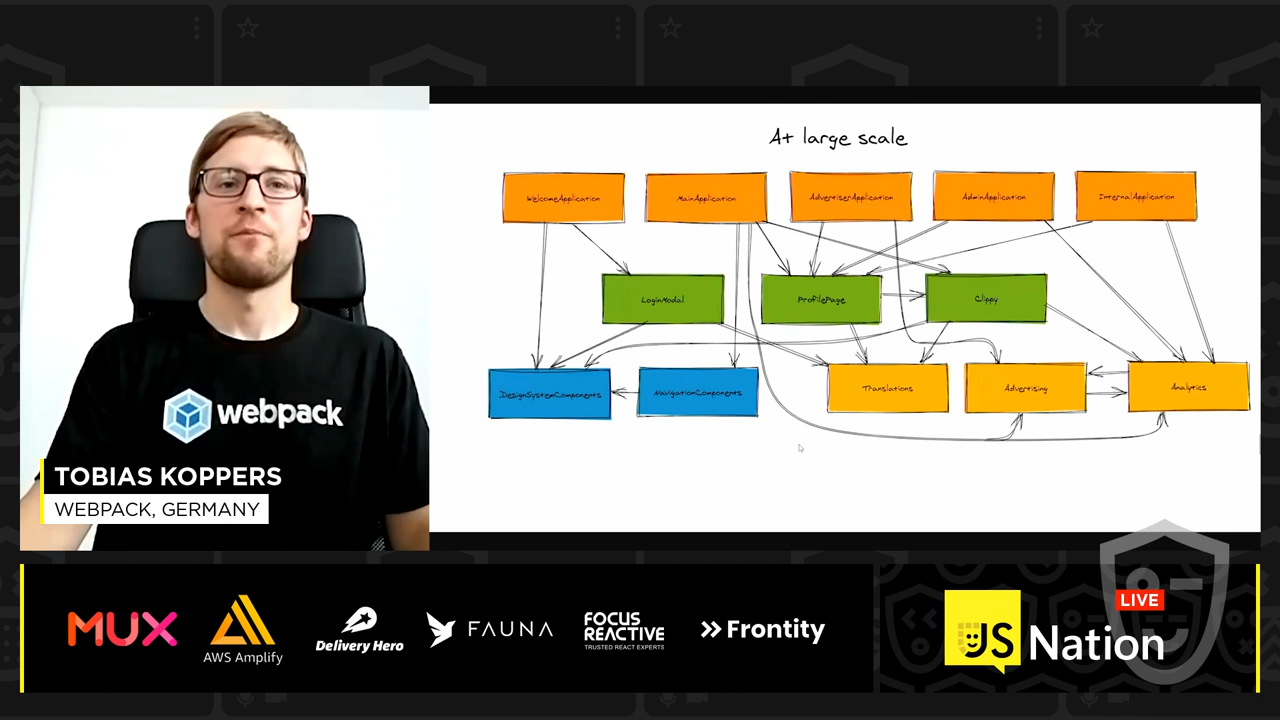 At large scale
WelcomeApplication
MainApplication
AdvertiserApplication
AdminApplication
InternalApplication
LoginModal
ProfilePage
Clippy
DesignSystemComponents
NavigationComponents
Translations
Advertising
Analytics
webpack
TOBIAS KOPPERS
WEBPACK, GERMANY
MUX
AWS Amplify
Delivery Hero
FAUNA
FOCUS
REACTIVE
TRUSTED REACT EXPERTS
Frontity
JS Nation
LIVE